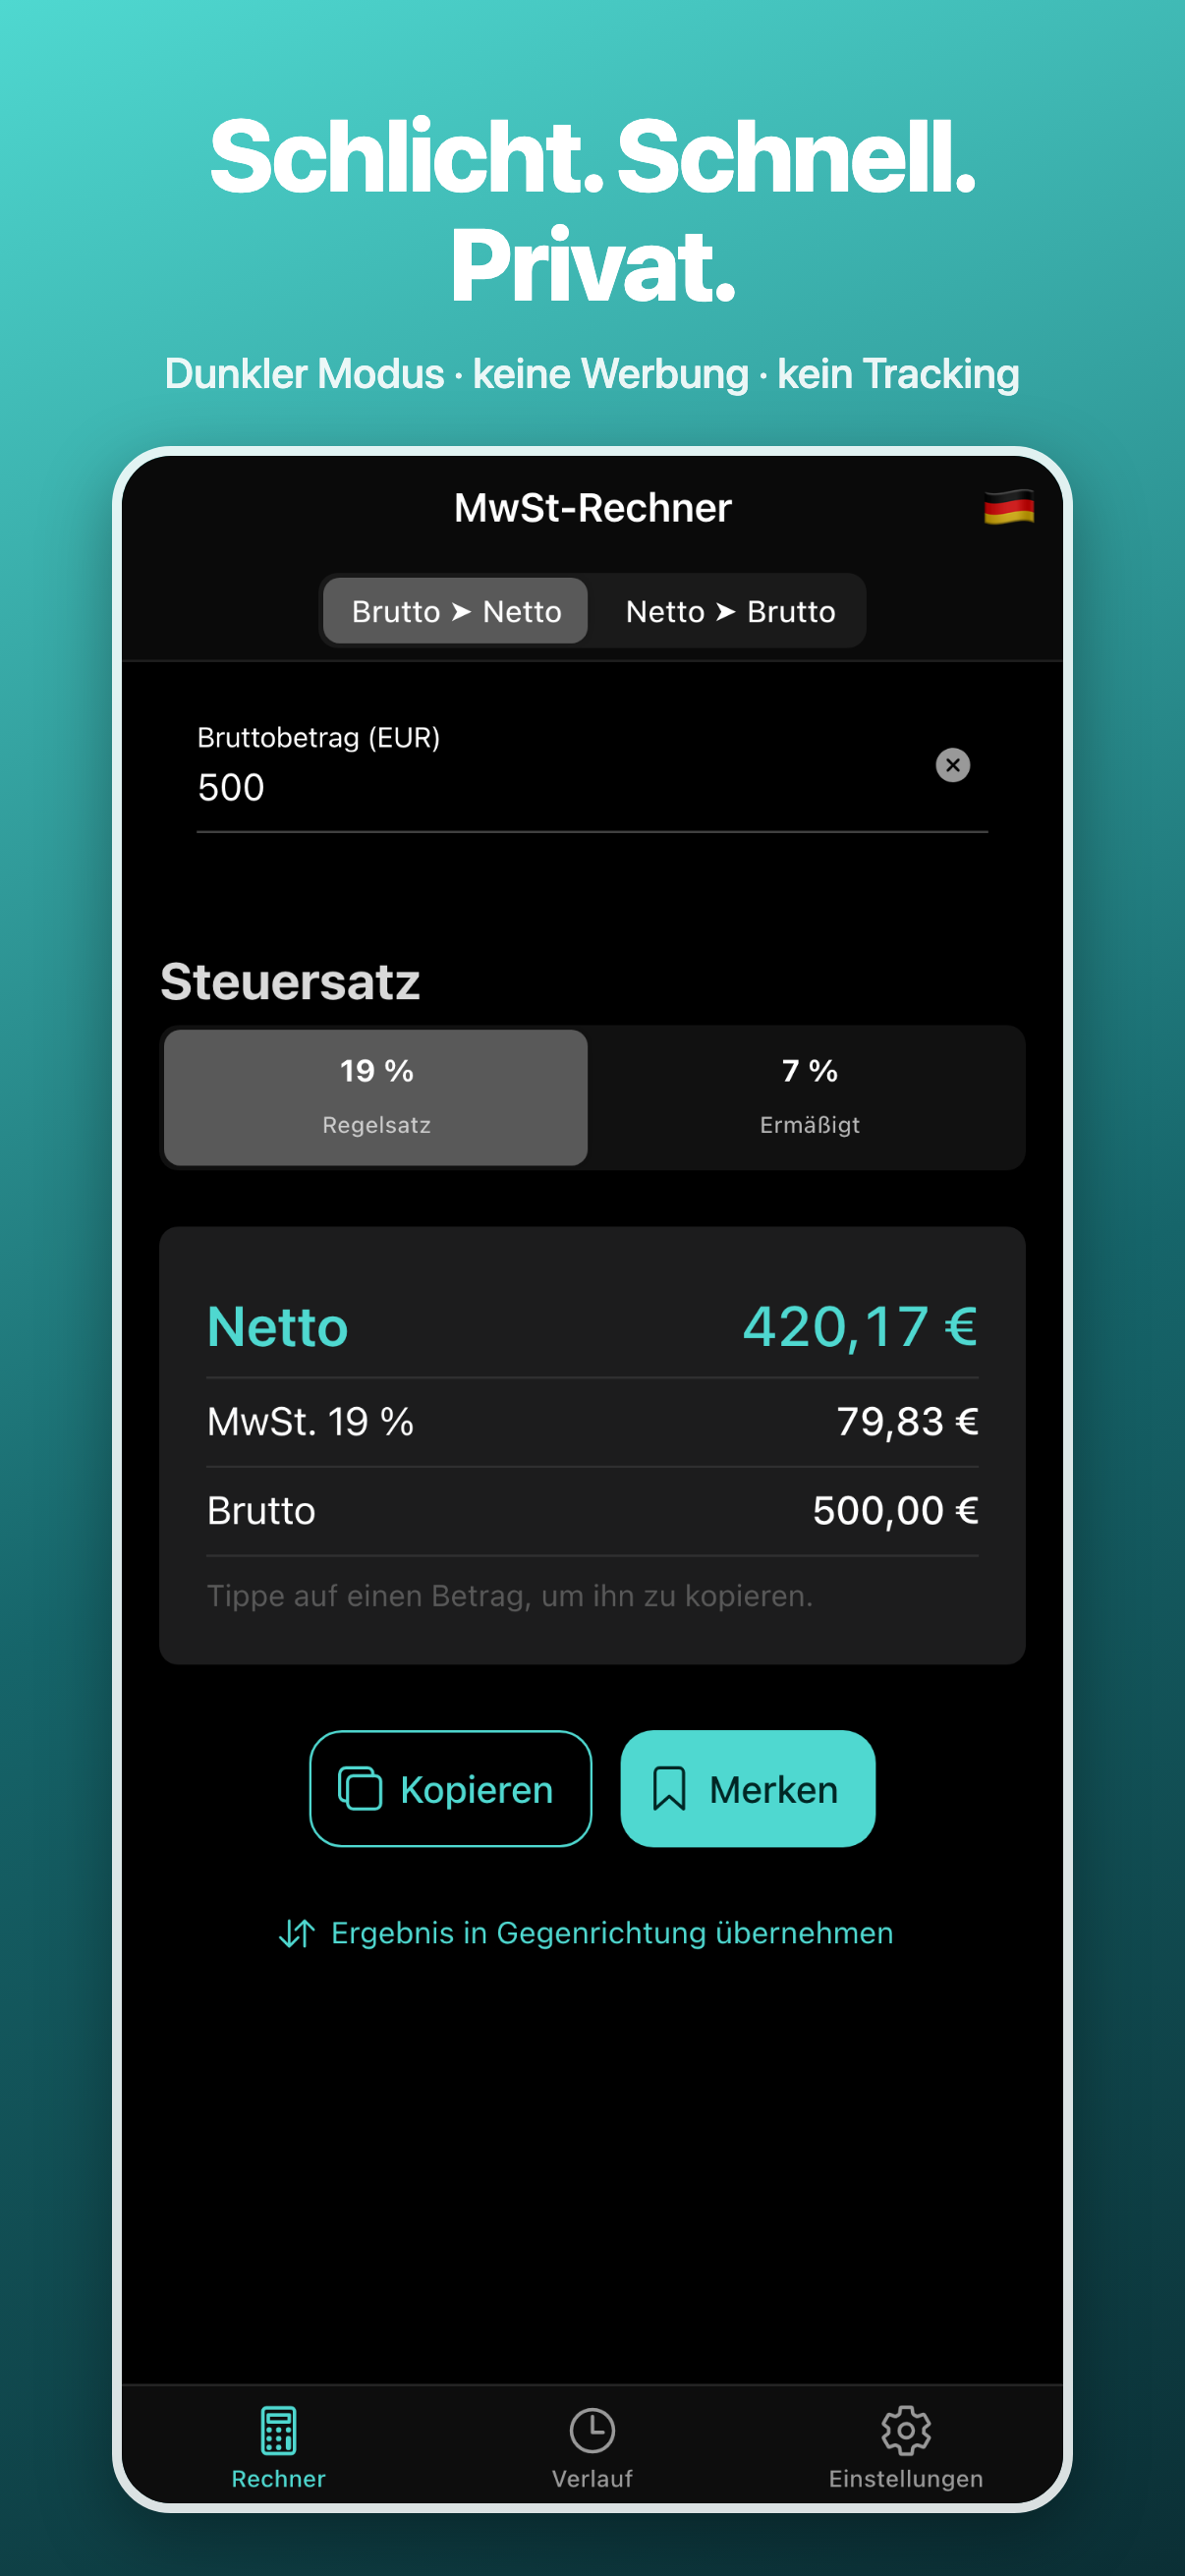 Schlicht. Schnell.
Privat.
Dunkler Modus · keine Werbung · kein Tracking
MwSt-Rechner
Brutto ➤ Netto
Netto ➤ Brutto
Bruttobetrag (EUR)
500
Steuersatz
19 %
Regelsatz
7 %
Ermäßigt
Netto 420,17 €
MwSt. 19 % 79,83 €
Brutto 500,00 €
Tippe auf einen Betrag, um ihn zu kopieren.
Kopieren
Merken
Ergebnis in Gegenrichtung übernehmen
Rechner
Verlauf
Einstellungen